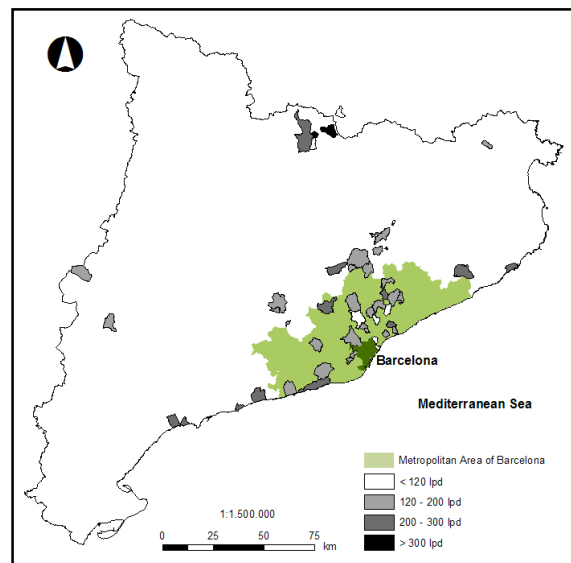 Barcelona
Mediterranean Sea
Metropolitan Area of Barcelona
< 120 lpd
120 - 200 lpd
200 - 300 lpd
> 300 lpd
1:1.500.000
0 25 50 75
km